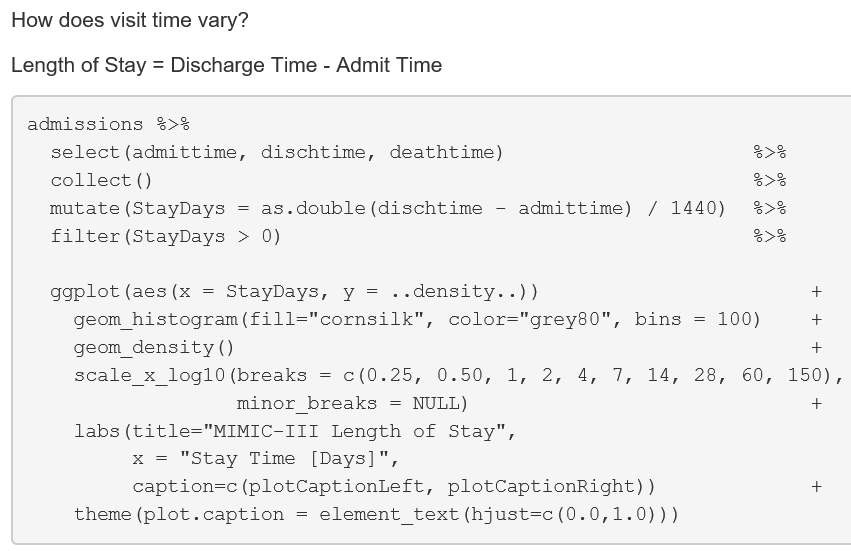 How does visit time vary?
Length of Stay = Discharge Time - Admit Time
admissions %>%
  select(admittime, dischtime, deathtime)                     %>%
  collect()                                                   %>%
  mutate(StayDays = as.double(dischtime - admittime) / 1440)  %>%
  filter(StayDays > 0)                                        %>%
  ggplot(aes(x = StayDays, y = ..density..))                       +
    geom_histogram(fill="cornsilk", color="grey80", bins = 100)    +
    geom_density()                                                 +
    scale_x_log10(breaks = c(0.25, 0.50, 1, 2, 4, 7, 14, 28, 60, 150),
                  minor_breaks = NULL)                             +
    labs(title="MIMIC-III Length of Stay",
         x = "Stay Time [Days]",
         caption=c(plotCaptionLeft, plotCaptionRight))             +
    theme(plot.caption = element_text(hjust=c(0.0,1.0)))